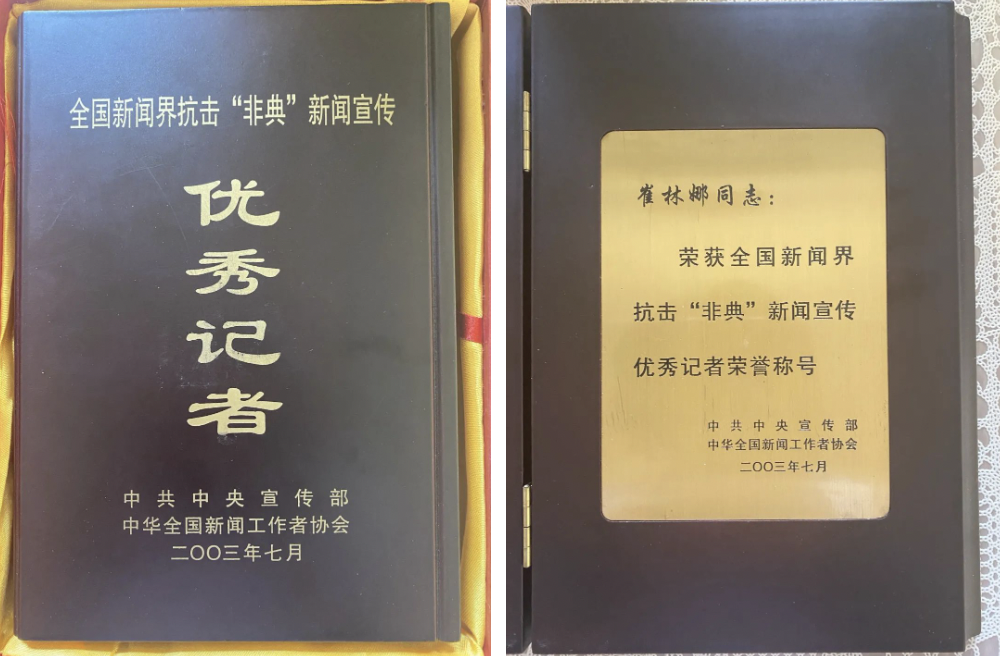 全国新闻界抗击“非典”新闻宣传
优
秀
记
者
中共中央宣传部
中华全国新闻工作者协会
二〇〇三年七月
崔林娜同志：
荣获全国新闻界
抗击“非典”新闻宣传
优秀记者荣誉称号
中共中央宣传部
中华全国新闻工作者协会
二〇〇三年七月